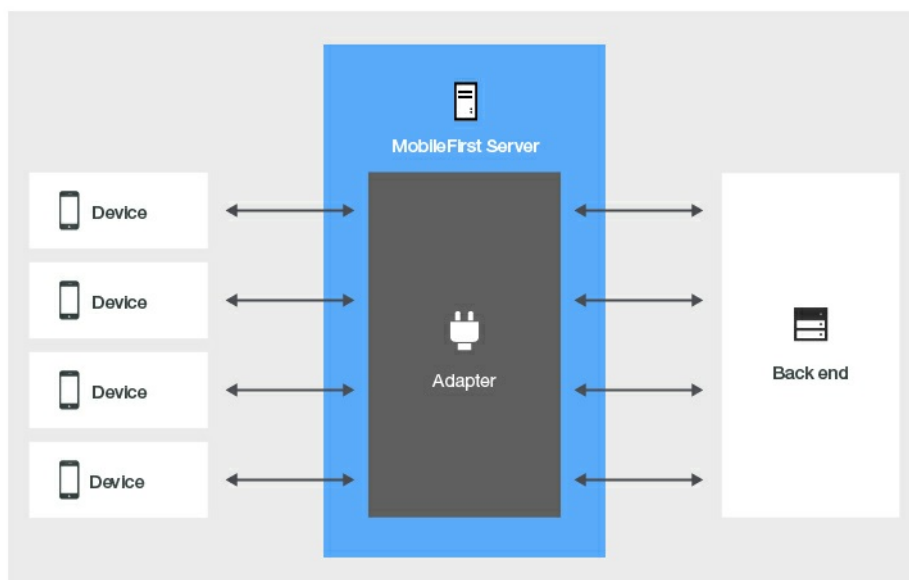 MobileFirst Server
Device
Device
Device
Device
Adapter
Back end